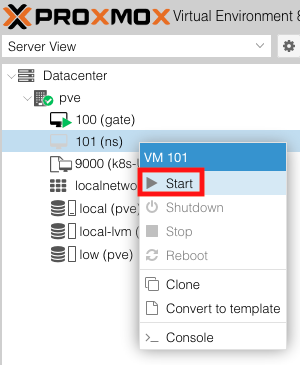 PROXMOX Virtual Environment 8
Server View
Datacenter
pve
100 (gate)
101 (ns)
9000 (k8s-
VM 101
Start
localnetwo
Shutdown
local (pve)
Stop
local-lvm (
Reboot
low (pve)
Clone
Convert to template
Console